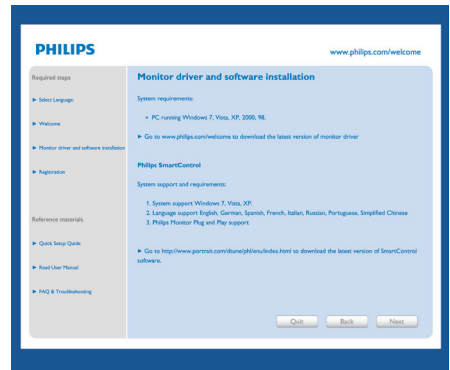 PHILIPS
www.philips.com/welcome
Required steps
► Select Language
► Welcome
► Monitor driver and software installation
► Registration
Reference materials
► Quick Setup Guide
► Read User Manual
► FAQ & Troubleshooting
Monitor driver and software installation
System requirements:
• PC running Windows 7, Vista, XP, 2000, 98.
► Go to www.philips.com/welcome to download the latest version of monitor driver
Philips SmartControl
System support and requirements:
1. System support Windows 7, Vista, XP.
2. Language support English, German, Spanish, French, Italian, Russian, Portuguese, Simplified Chinese
3. Philips Monitor Plug and Play support
► Go to http://www.portrait.com/dtune/phl/enu/index.html to download the latest version of SmartControl
software.
Quit
Back
Next